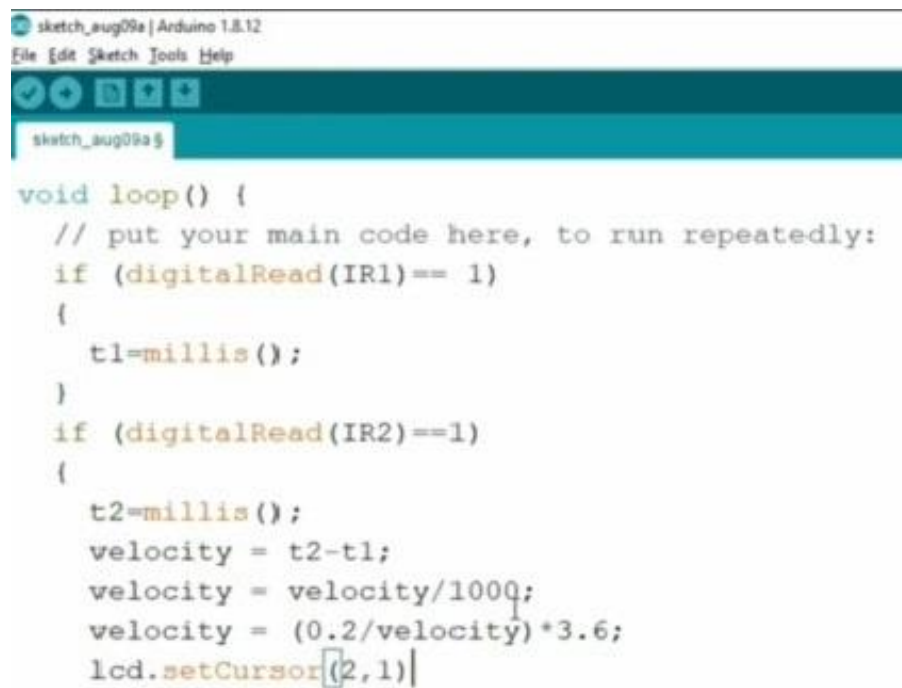 sketch_aug09a | Arduino 1.8.12
File Edit Sketch Tools Help
sketch_aug09a §
void loop() {
// put your main code here, to run repeatedly:
if (digitalRead(IR1)== 1)
{
t1=millis();
}
if (digitalRead(IR2)==1)
{
t2=millis();
velocity = t2-t1;
velocity = velocity/1000;
velocity = (0.2/velocity)*3.6;
lcd.setCursor(2,1)